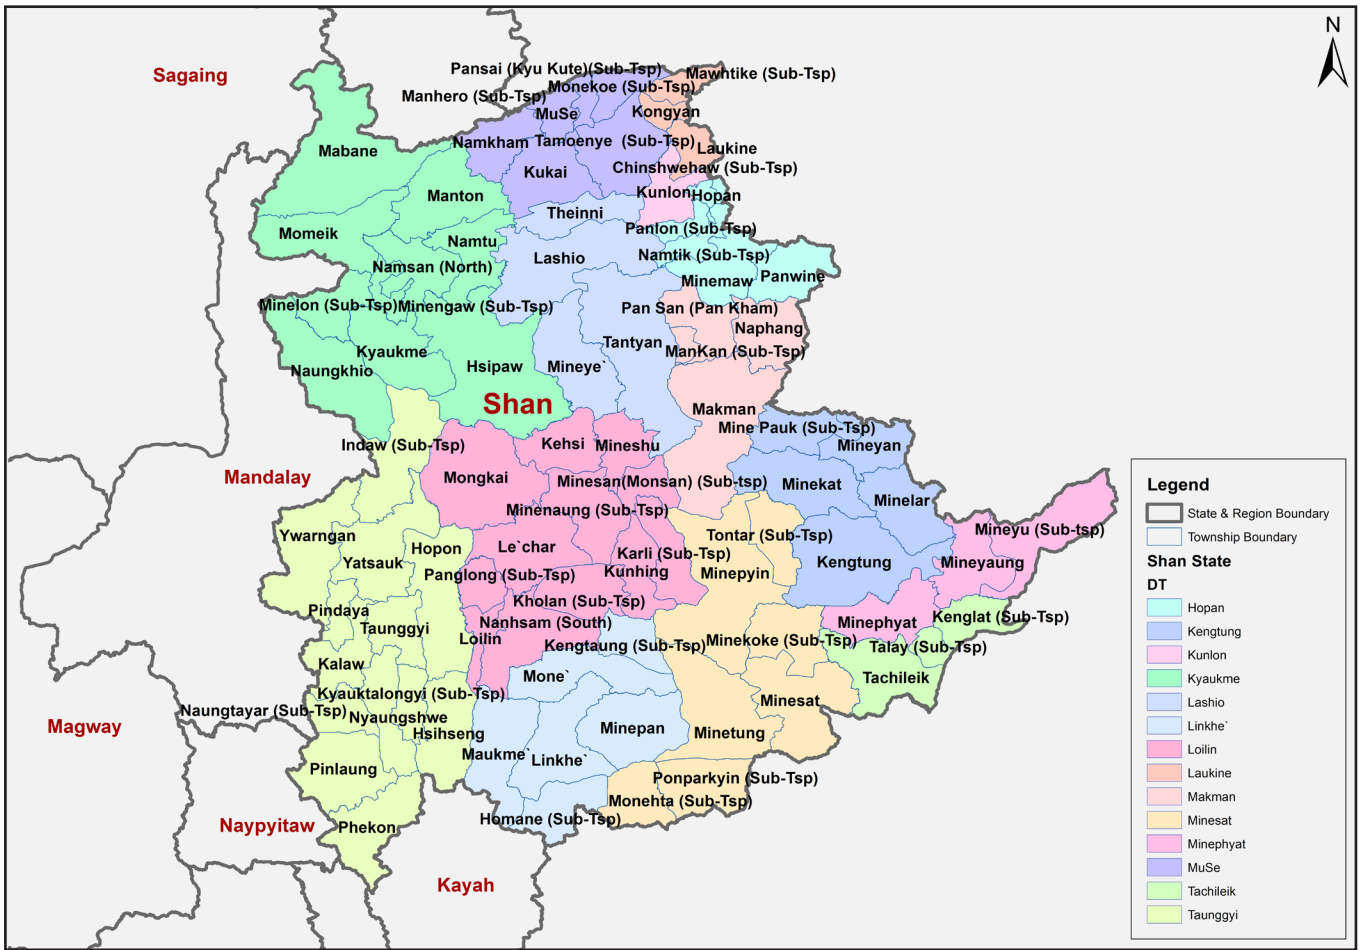 N
Sagaing
Pansai (Kyu Kute)(Sub-Tsp)
Mawhtike (Sub-Tsp)
Monekoe (Sub-Tsp)
Manhero (Sub-Tsp)
MuSe
Kongyan
Namkham
Tamoenye (Sub-Tsp)
Laukine
Mabane
Chinshwehaw (Sub-Tsp)
Kukai
Manton
Kunlon
Hopan
Theinni
Momeik
Panlon (Sub-Tsp)
Namtu
Lashio
Namtik (Sub-Tsp)
Namsan (North)
Minemaw
Panwine
Minelon (Sub-Tsp)
Minengaw (Sub-Tsp)
Pan San (Pan Kham)
Naphang
Tantyan
Kyaukme
ManKan (Sub-Tsp)
Naungkhio
Hsipaw
Mineye`
Shan
Makman
Mine Pauk (Sub-Tsp)
Indaw (Sub-Tsp)
Kehsi
Mineshu
Mineyan
Mandalay
Mongkai
Minesan(Monsan) (Sub-tsp)
Minekat
Minelar
Minenaung (Sub-Tsp)
Ywarngan
Tontar (Sub-Tsp)
Mineyu (Sub-tsp)
Hopon
Le`char
Karli (Sub-Tsp)
Yatsauk
Kengtung
Mineyaung
Panglong (Sub-Tsp)
Kunhing
Minepyin
Kholan (Sub-Tsp)
Pindaya
Nanhsam (South)
Minephyat
Kenglat (Sub-Tsp)
Taunggyi
Loilin
Kengtaung (Sub-Tsp)
Minekoke (Sub-Tsp)
Talay (Sub-Tsp)
Kalaw
Mone`
Tachileik
Kyauktalongyi (Sub-Tsp)
Minesat
Naungtayar (Sub-Tsp)
Nyaungshwe
Magway
Hsihseng
Minepan
Minetung
Maukme`
Linkhe`
Pinlaung
Ponparkyin (Sub-Tsp)
Monehta (Sub-Tsp)
Homane (Sub-Tsp)
Naypyitaw
Phekon
Kayah
Legend
State & Region Boundary
Township Boundary
Shan State
DT
Hopan
Kengtung
Kunlon
Kyaukme
Lashio
Linkhe`
Loilin
Laukine
Makman
Minesat
Minephyat
MuSe
Tachileik
Taunggyi